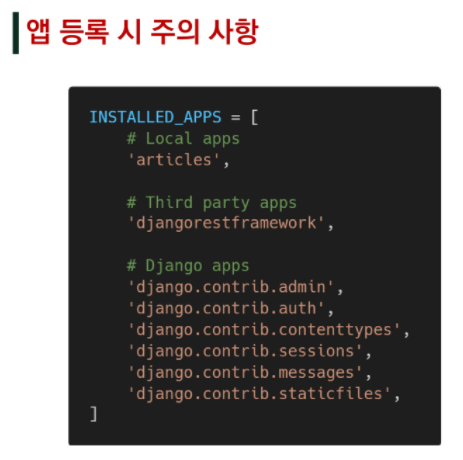 앱 등록 시 주의 사항
INSTALLED_APPS = [
    # Local apps
    'articles',

    # Third party apps
    'djangorestframework',

    # Django apps
    'django.contrib.admin',
    'django.contrib.auth',
    'django.contrib.contenttypes',
    'django.contrib.sessions',
    'django.contrib.messages',
    'django.contrib.staticfiles',
]